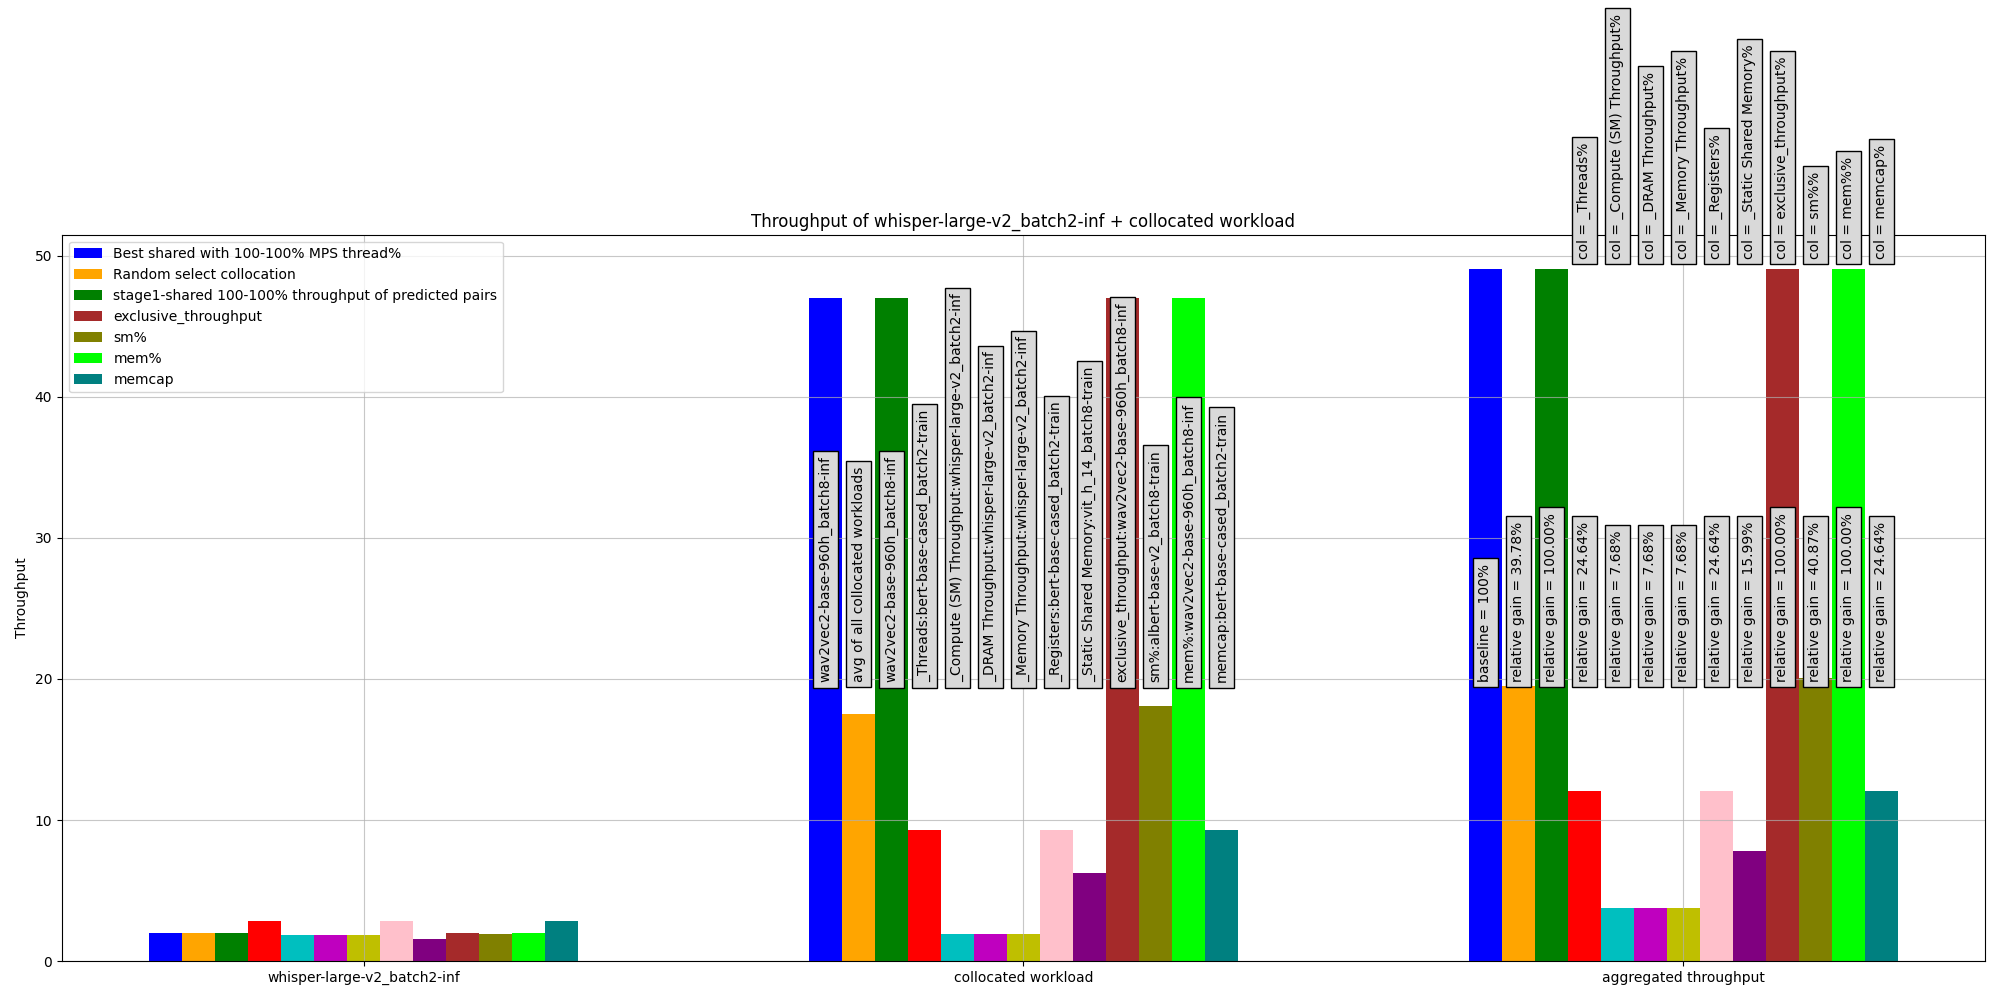 col = _Threads%
col = _Compute (SM) Throughput%
col = _DRAM Throughput%
col = _Memory Throughput%
col = _Registers%
col = _Static Shared Memory%
col = exclusive_throughput%
col = sm%%
col = mem%%
col = memcap%
Throughput of whisper-large-v2_batch2-inf + collocated workload
Best shared with 100-100% MPS thread%
Random select collocation
stage1-shared 100-100% throughput of predicted pairs
exclusive_throughput
sm%
mem%
memcap
Throughput
50
40
30
20
10
0
wav2vec2-base-960h_batch8-inf
avg of all collocated workloads
wav2vec2-base-960h_batch8-inf
_Threads:bert-base-cased_batch2-train
_Compute (SM) Throughput:whisper-large-v2_batch2-inf
_DRAM Throughput:whisper-large-v2_batch2-inf
_Memory Throughput:whisper-large-v2_batch2-inf
_Registers:bert-base-cased_batch2-train
_Static Shared Memory:vit_h_14_batch8-train
exclusive_throughput:wav2vec2-base-960h_batch8-inf
sm%:albert-base-v2_batch8-train
mem%:wav2vec2-base-960h_batch8-inf
memcap:bert-base-cased_batch2-train
baseline = 100%
relative gain = 39.78%
relative gain = 100.00%
relative gain = 24.64%
relative gain = 7.68%
relative gain = 7.68%
relative gain = 7.68%
relative gain = 24.64%
relative gain = 15.99%
relative gain = 100.00%
relative gain = 40.87%
relative gain = 100.00%
relative gain = 24.64%
whisper-large-v2_batch2-inf
collocated workload
aggregated throughput